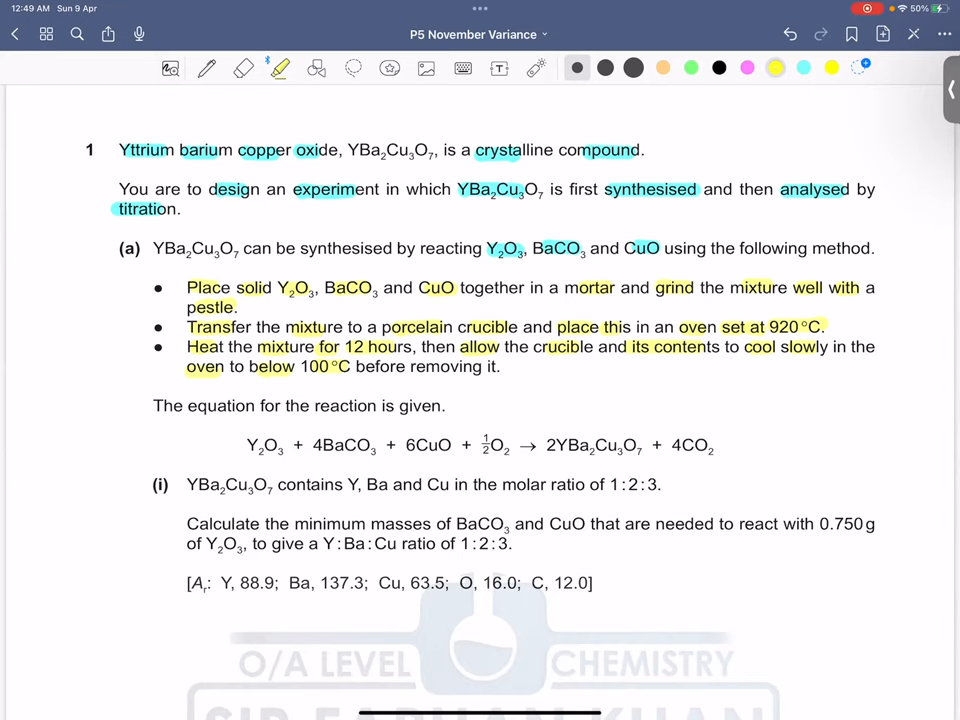 12:49 AM Sun 9 Apr
50%
P5 November Variance
1 Yttrium barium copper oxide, YBa₂Cu₃O₇, is a crystalline compound.
You are to design an experiment in which YBa₂Cu₃O₇ is first synthesised and then analysed by
titration.
(a) YBa₂Cu₃O₇ can be synthesised by reacting Y₂O₃, BaCO₃ and CuO using the following method.
● Place solid Y₂O₃, BaCO₃ and CuO together in a mortar and grind the mixture well with a
pestle.
● Transfer the mixture to a porcelain crucible and place this in an oven set at 920 °C.
● Heat the mixture for 12 hours, then allow the crucible and its contents to cool slowly in the
oven to below 100 °C before removing it.
The equation for the reaction is given.
Y₂O₃ + 4BaCO₃ + 6CuO + ½O₂ → 2YBa₂Cu₃O₇ + 4CO₂
(i) YBa₂Cu₃O₇ contains Y, Ba and Cu in the molar ratio of 1 : 2 : 3.
Calculate the minimum masses of BaCO₃ and CuO that are needed to react with 0.750 g
of Y₂O₃, to give a Y : Ba : Cu ratio of 1 : 2 : 3.
[Aᵣ: Y, 88.9; Ba, 137.3; Cu, 63.5; O, 16.0; C, 12.0]
O/A LEVEL CHEMISTRY
SIR FARHAN KHAN